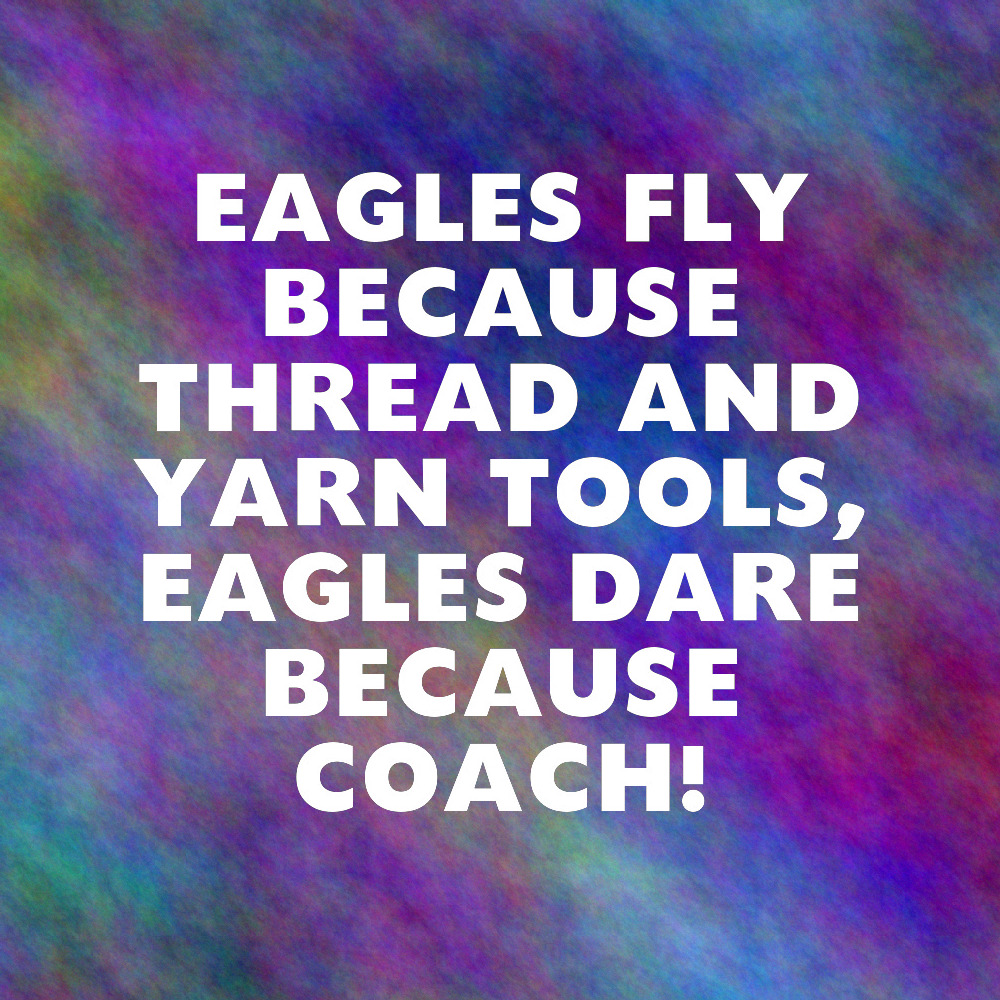 EAGLES FLY
BECAUSE
THREAD AND
YARN TOOLS,
EAGLES DARE
BECAUSE
COACH!